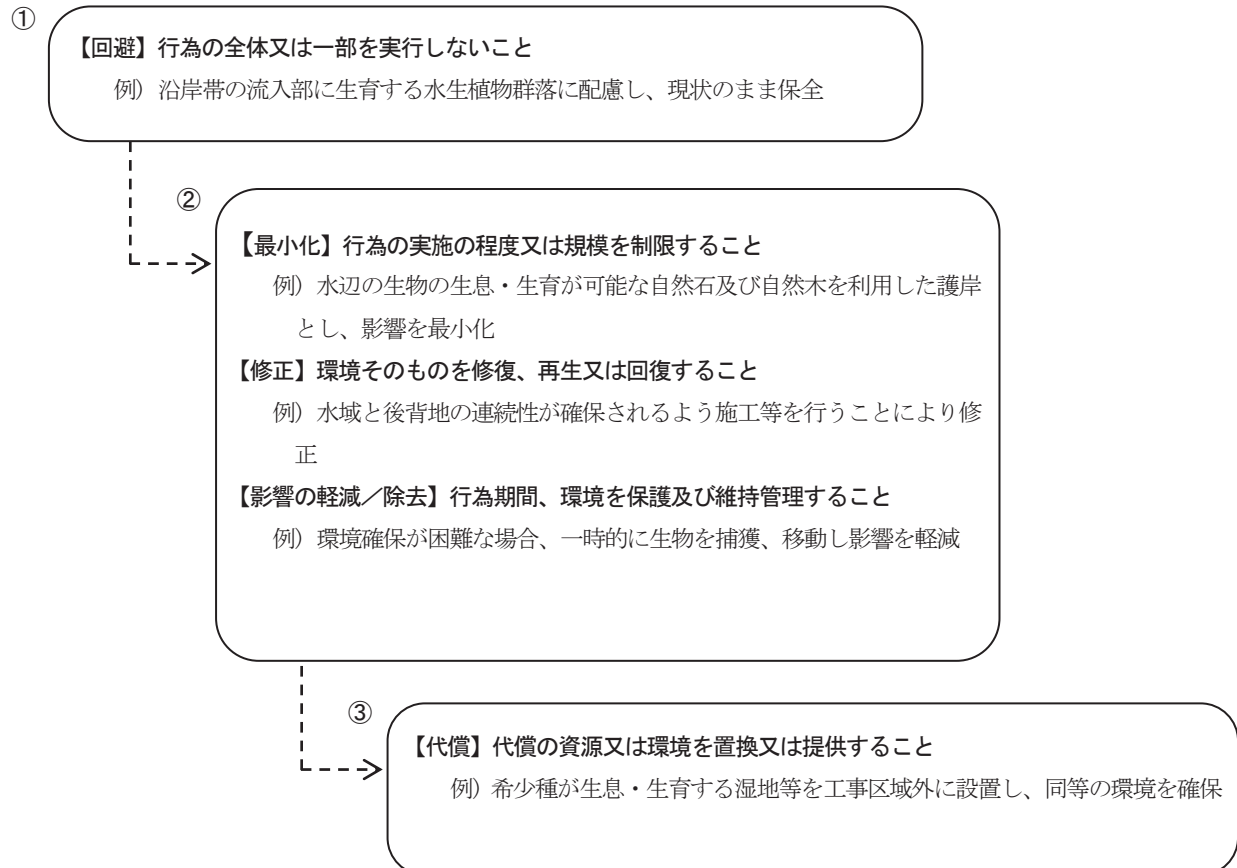 ①
【回避】行為の全体又は一部を実行しないこと
例）沿岸帯の流入部に生育する水生植物群落に配慮し、現状のまま保全
②
【最小化】行為の実施の程度又は規模を制限すること
例）水辺の生物の生息・生育が可能な自然石及び自然木を利用した護岸
とし、影響を最小化
【修正】環境そのものを修復、再生又は回復すること
例）水域と後背地の連続性が確保されるよう施工等を行うことにより修
正
【影響の軽減／除去】行為期間、環境を保護及び維持管理すること
例）環境確保が困難な場合、一時的に生物を捕獲、移動し影響を軽減
③
【代償】代償の資源又は環境を置換又は提供すること
例）希少種が生息・生育する湿地等を工事区域外に設置し、同等の環境を確保